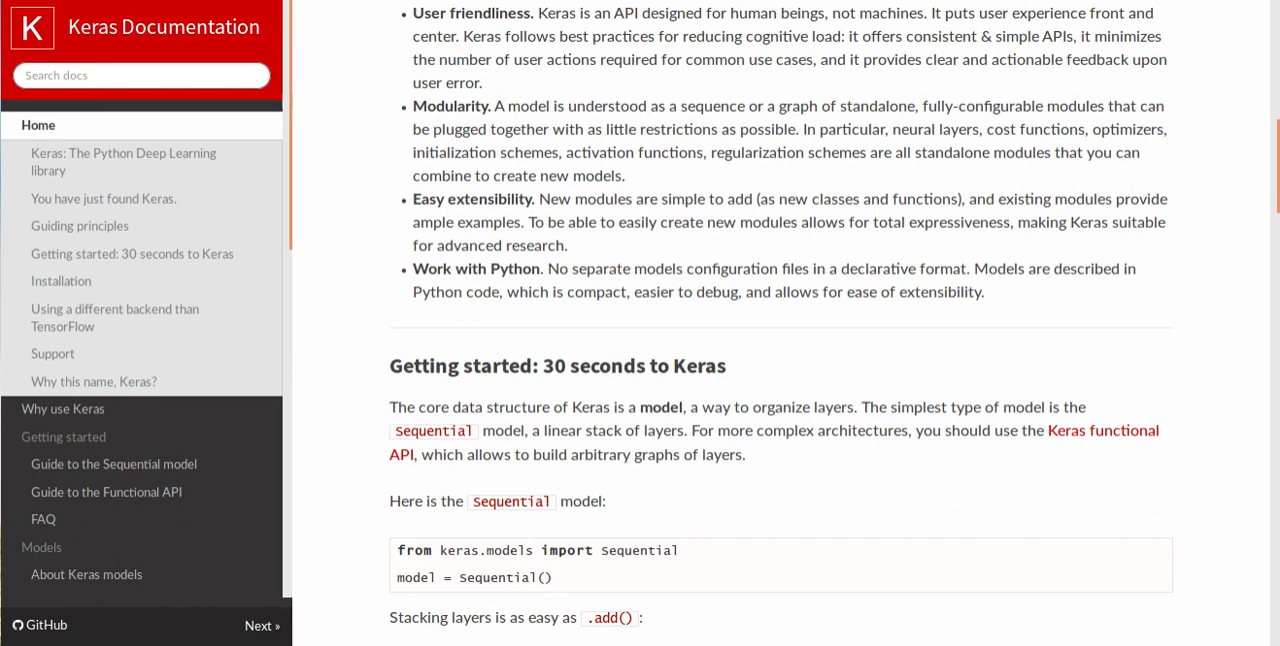 K Keras Documentation
Search docs
Home
Keras: The Python Deep Learning
library
You have just found Keras.
Guiding principles
Getting started: 30 seconds to Keras
Installation
Using a different backend than
TensorFlow
Support
Why this name, Keras?
Why use Keras
Getting started
Guide to the Sequential model
Guide to the Functional API
FAQ
Models
About Keras models
GitHub
Next »
• User friendliness. Keras is an API designed for human beings, not machines. It puts user experience front and
center. Keras follows best practices for reducing cognitive load: it offers consistent & simple APIs, it minimizes
the number of user actions required for common use cases, and it provides clear and actionable feedback upon
user error.
• Modularity. A model is understood as a sequence or a graph of standalone, fully-configurable modules that can
be plugged together with as little restrictions as possible. In particular, neural layers, cost functions, optimizers,
initialization schemes, activation functions, regularization schemes are all standalone modules that you can
combine to create new models.
• Easy extensibility. New modules are simple to add (as new classes and functions), and existing modules provide
ample examples. To be able to easily create new modules allows for total expressiveness, making Keras suitable
for advanced research.
• Work with Python. No separate models configuration files in a declarative format. Models are described in
Python code, which is compact, easier to debug, and allows for ease of extensibility.
Getting started: 30 seconds to Keras
The core data structure of Keras is a model, a way to organize layers. The simplest type of model is the
Sequential model, a linear stack of layers. For more complex architectures, you should use the Keras functional
API, which allows to build arbitrary graphs of layers.
Here is the Sequential model:
from keras.models import Sequential
model = Sequential()
Stacking layers is as easy as .add():